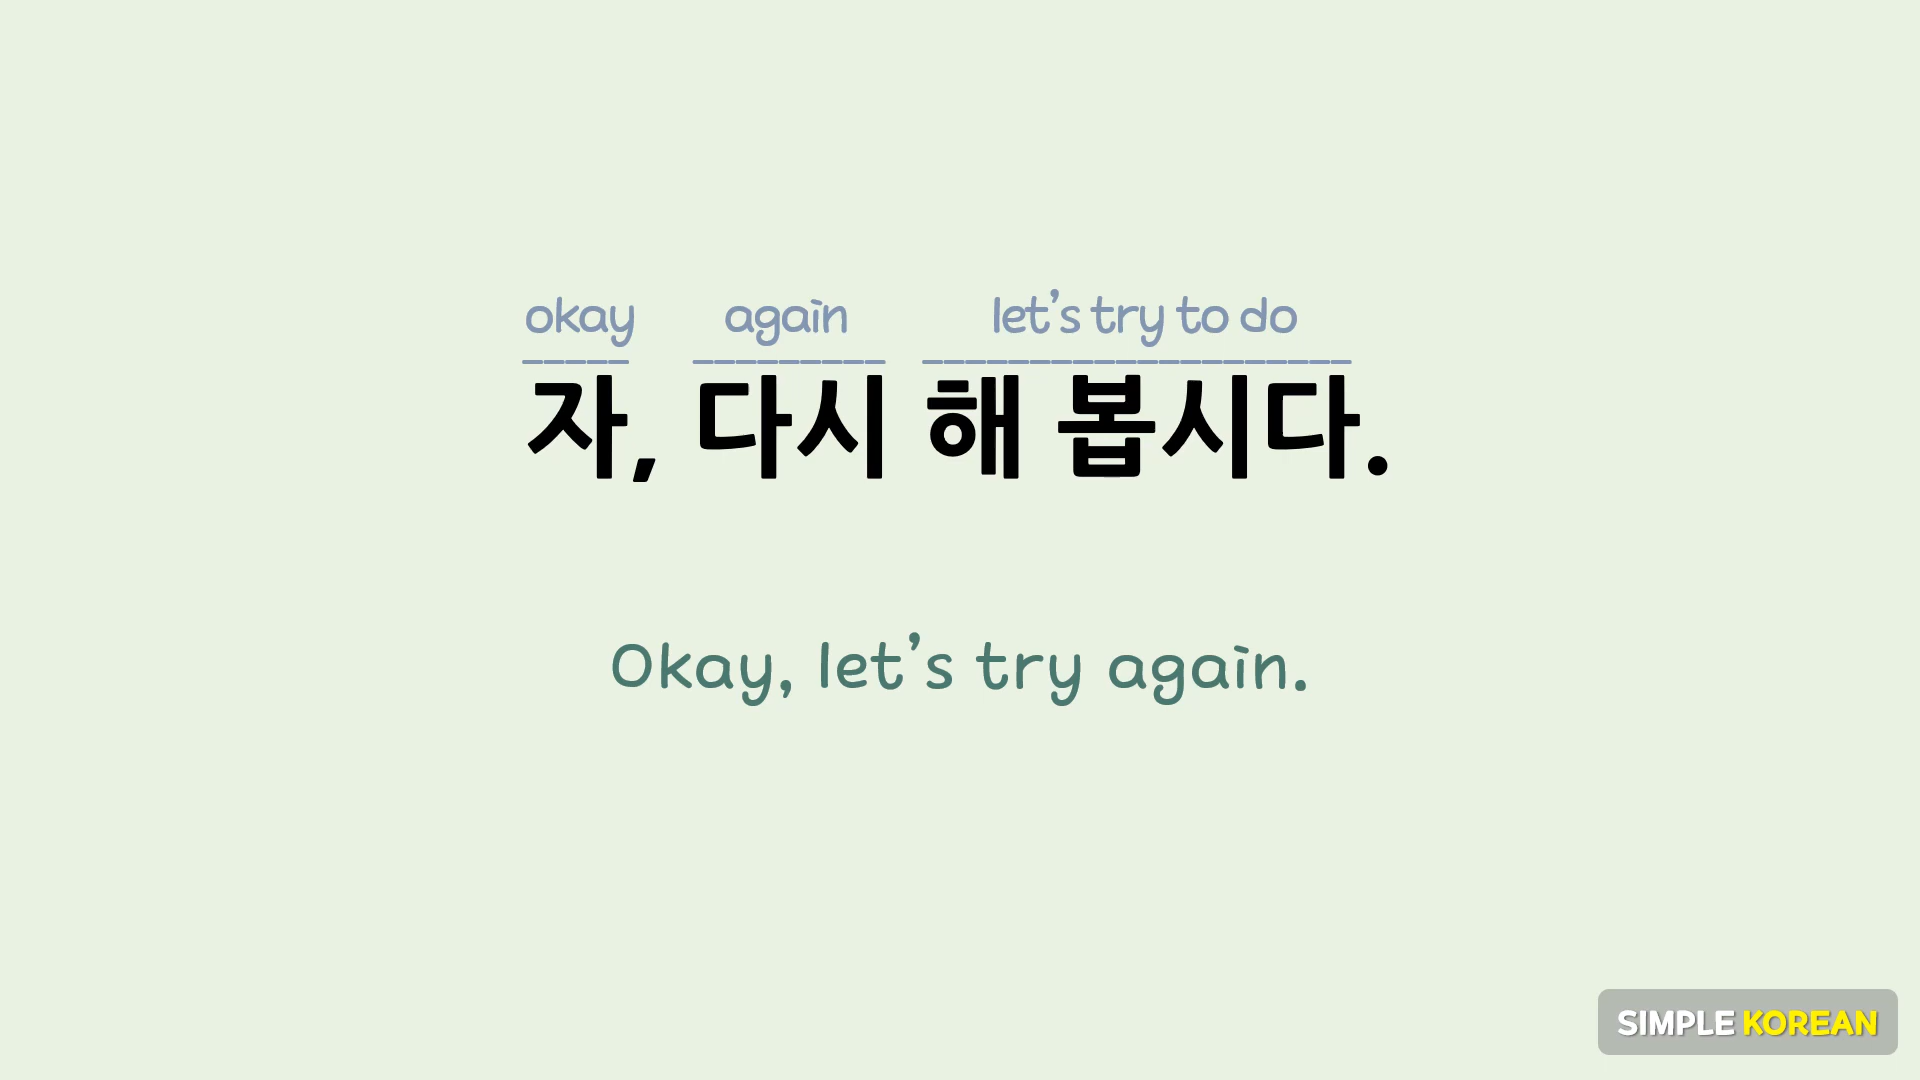 okay again let's try to do
자, 다시 해 봅시다.
Okay, let's try again.
SIMPLE KOREAN